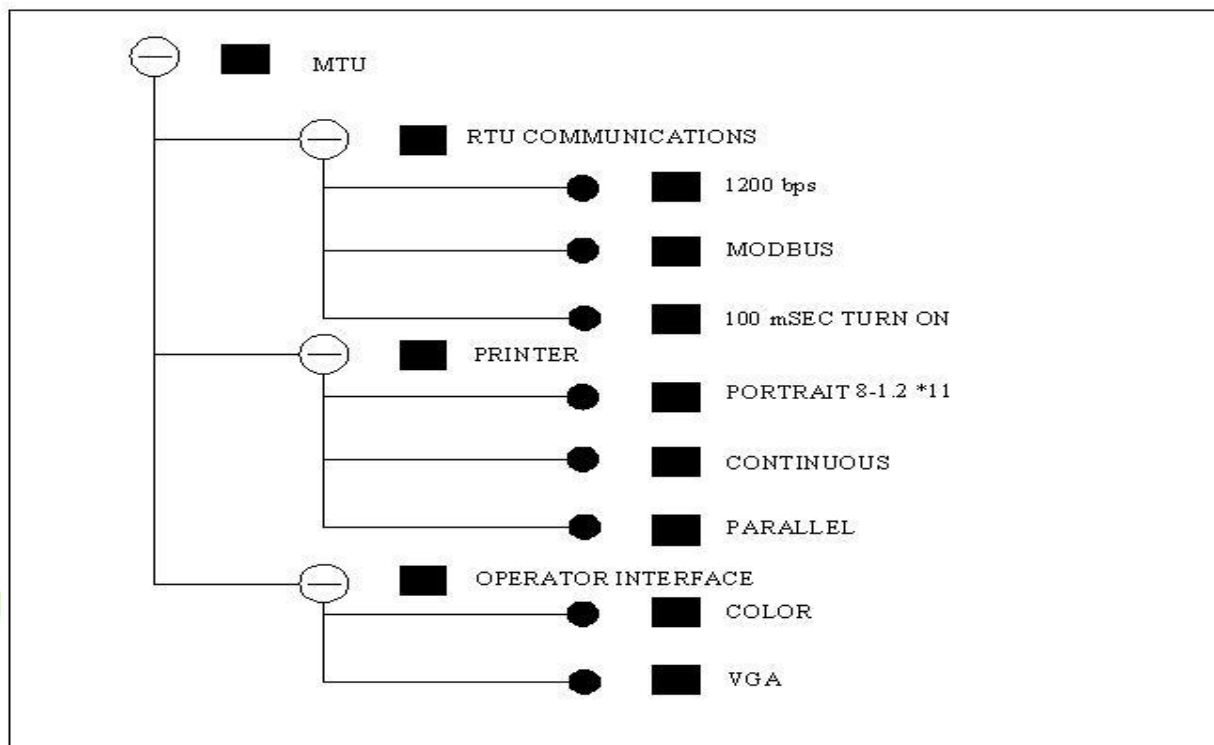 MTU
RTU COMMUNICATIONS
1200 bps
MODBUS
100 mSEC TURN ON
PRINTER
PORTRAIT 8-1.2 *11
CONTINUOUS
PARALLEL
OPERATOR INTERFACE
COLOR
VGA